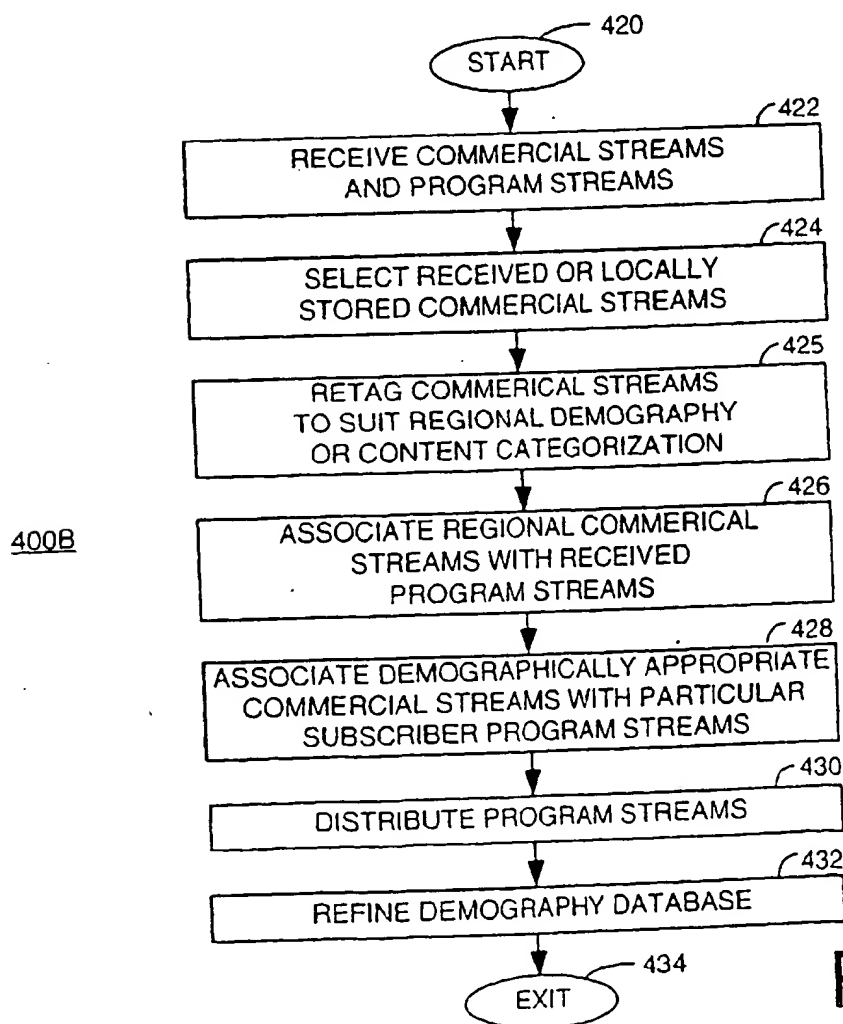 420
START
422
RECEIVE COMMERCIAL STREAMS
AND PROGRAM STREAMS
424
SELECT RECEIVED OR LOCALLY
STORED COMMERCIAL STREAMS
425
RETAG COMMERICAL STREAMS
TO SUIT REGIONAL DEMOGRAPHY
OR CONTENT CATEGORIZATION
426
ASSOCIATE REGIONAL COMMERICAL
STREAMS WITH RECEIVED
PROGRAM STREAMS
400B
428
ASSOCIATE DEMOGRAPHICALLY APPROPRIATE
COMMERCIAL STREAMS WITH PARTICULAR
SUBSCRIBER PROGRAM STREAMS
430
DISTRIBUTE PROGRAM STREAMS
432
REFINE DEMOGRAPHY DATABASE
434
EXIT